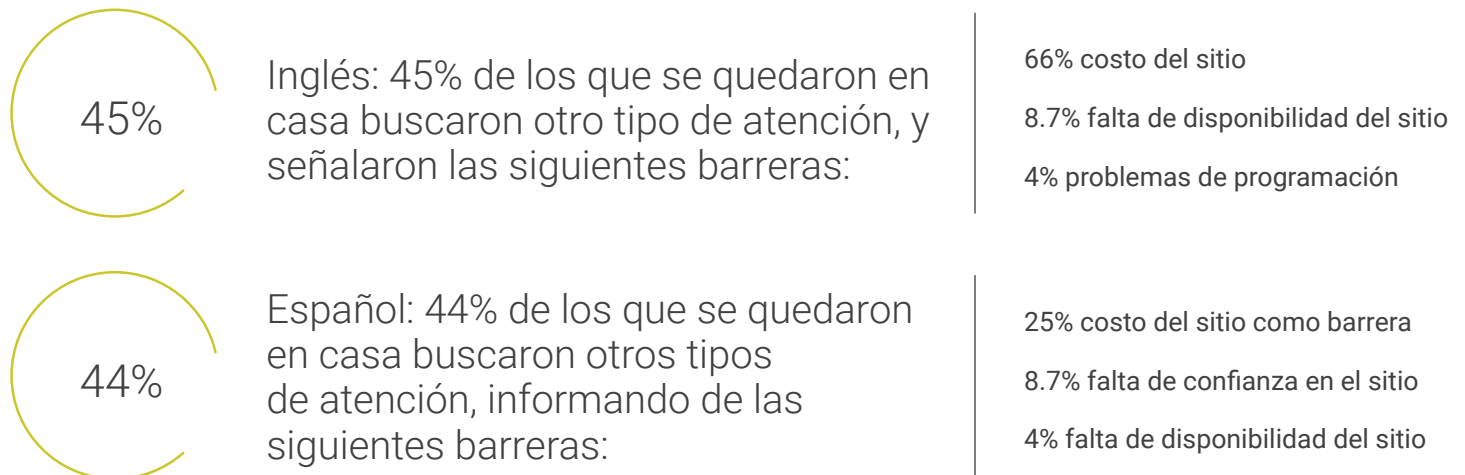 45%
Inglés: 45% de los que se quedaron en
casa buscaron otro tipo de atención, y
señalaron las siguientes barreras:
66% costo del sitio
8.7% falta de disponibilidad del sitio
4% problemas de programación
44%
Español: 44% de los que se quedaron
en casa buscaron otros tipos
de atención, informando de las
siguientes barreras:
25% costo del sitio como barrera
8.7% falta de confianza en el sitio
4% falta de disponibilidad del sitio